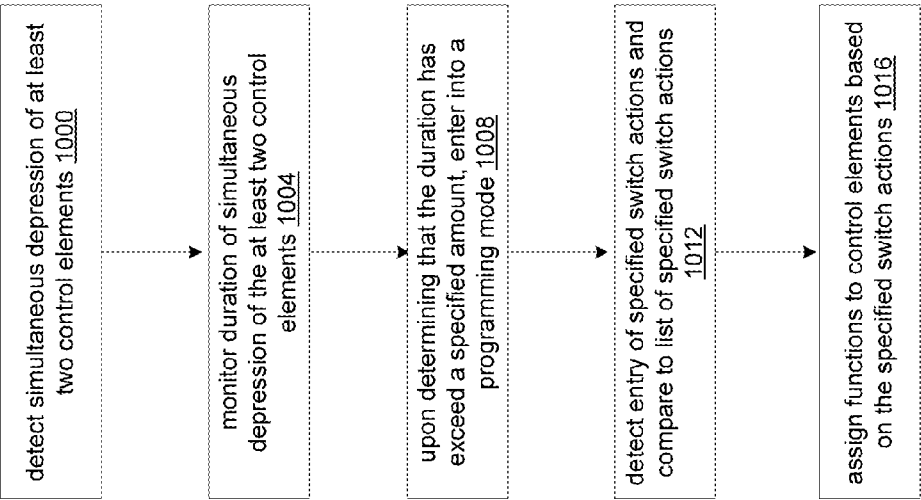 detect simultaneous depression of at least
two control elements 1000
monitor duration of simultaneous
depression of the at least two control
elements 1004
upon determining that the duration has
exceed a specified amount, enter into a
programming mode 1008
detect entry of specified switch actions and
compare to list of specified switch actions
1012
assign functions to control elements based
on the specified switch actions 1016